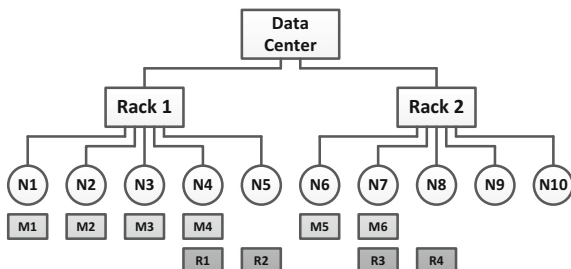 Data
Center
Rack 1 Rack 2
N1 N2 N3 N4 N5 N6 N7 N8 N9 N10
M1 M2 M3 M4 M5 M6
R1 R2 R3 R4